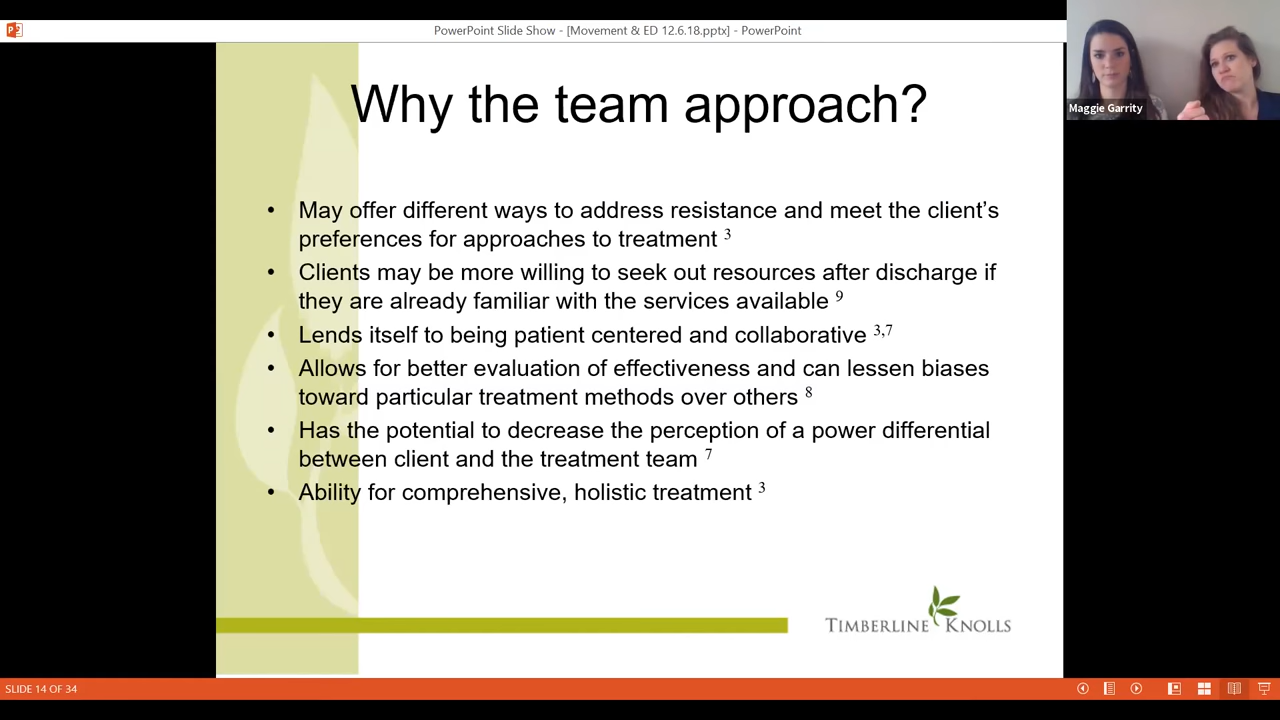 PowerPoint Slide Show - [Movement & ED 12.6.18.pptx] - PowerPoint
Maggie Garrity
Why the team approach?
• May offer different ways to address resistance and meet the client’s
preferences for approaches to treatment 3
• Clients may be more willing to seek out resources after discharge if
they are already familiar with the services available 9
• Lends itself to being patient centered and collaborative 3,7
• Allows for better evaluation of effectiveness and can lessen biases
toward particular treatment methods over others 8
• Has the potential to decrease the perception of a power differential
between client and the treatment team 7
• Ability for comprehensive, holistic treatment 3
TIMBERLINE KNOLLS
SLIDE 14 OF 34